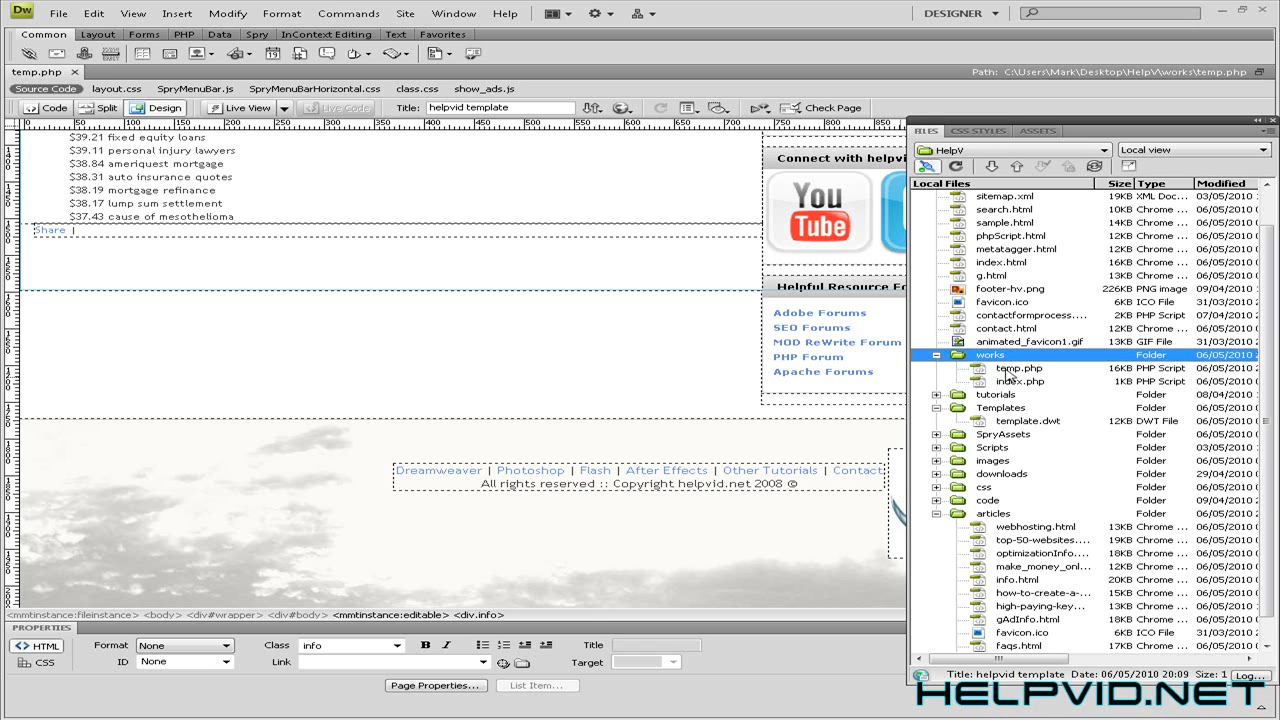 Dw File Edit View Insert Modify Format Commands Site Window Help DESIGNER
Common Layout Forms PHP Data Spry InContext Editing Text Favorites
temp.php Path: C:\Users\Mark\Desktop\HelpV\works\temp.php
Source Code layout.css SpryMenuBar.js SpryMenuBarHorizontal.css class.css show_ads.js
Code Split Design Live View Live Code Title: helpvid template Check Page
0 50 100 150 200 250 300 350 400 450 500 550 600 650 700 750 800 850
$39.21 fixed equity loans
$39.11 personal injury lawyers
$38.84 ameriquest mortgage
$38.31 auto insurance quotes
$38.19 mortgage refinance
$38.17 lump sum settlement
$37.43 cause of mesothelioma
Share |
Connect with helpvi
You
Tube
Helpful Resource Fo
Adobe Forums
SEO Forums
MOD ReWrite Forum
PHP Forum
Apache Forums
Dreamweaver | Photoshop | Flash | After Effects | Other Tutorials | Contact
All rights reserved :: Copyright helpvid.net 2008 ©
FILES CSS STYLES ASSETS
HelpV Local view
Local Files Size Type Modified
sitemap.xml 19KB XML Doc... 03/05/2010
search.html 10KB Chrome ... 06/05/2010
sample.html 14KB Chrome ... 06/05/2010
phpScript.html 12KB Chrome ... 06/05/2010
metatagger.html 12KB Chrome ... 06/05/2010
index.html 16KB Chrome ... 06/05/2010
g.html 13KB Chrome ... 06/05/2010
footer-hv.png 226KB PNG image 09/04/2010
favicon.ico 6KB ICO File 31/03/2010
contactformprocess.... 2KB PHP Script 07/04/2010
contact.html 12KB Chrome ... 06/05/2010
animated_favicon1.gif 13KB GIF File 31/03/2010
works Folder 06/05/2010
temp.php 16KB PHP Script 06/05/2010
index.php 1KB PHP Script 06/05/2010
tutorials Folder 08/04/2010
Templates Folder 06/05/2010
template.dwt 12KB DWT File 06/05/2010
SpryAssets Folder 06/05/2010
Scripts Folder 06/05/2010
images Folder 06/05/2010
downloads Folder 29/04/2010
css Folder 06/05/2010
code Folder 09/04/2010
articles Folder 06/05/2010
webhosting.html 13KB Chrome ... 06/05/2010
top-50-websites.... 19KB Chrome ... 06/05/2010
optimizationInfo.... 13KB Chrome ... 06/05/2010
make_money_onl... 12KB Chrome ... 06/05/2010
info.html 20KB Chrome ... 06/05/2010
how-to-create-a-... 15KB Chrome ... 06/05/2010
high-paying-key... 13KB Chrome ... 06/05/2010
gAdInfo.html 18KB Chrome ... 06/05/2010
favicon.ico 6KB ICO File 31/03/2010
faqs.html 17KB Chrome ... 06/05/2010
Title: helpvid template Date: 06/05/2010 20:09 Size: 1 Log...
<mmtinstance:fileinstance> <body> <div#wrapper> <div#body> <mmtinstance:editable> <div.info>
PROPERTIES
HTML Format None Class info B I Title
CSS ID None Link Target
Page Properties... List Item...
HELPVID.NET